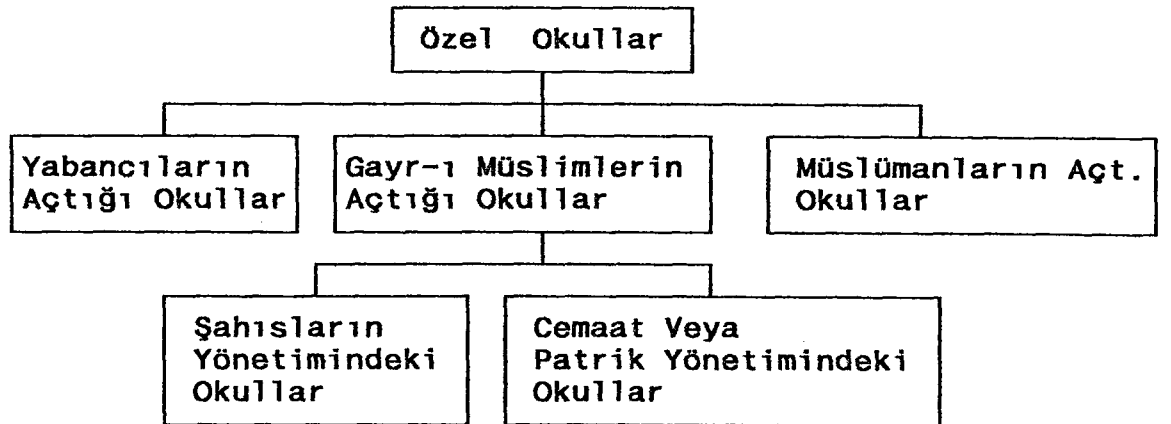 Özel Okullar
Yabancıların
Açtığı Okullar
Gayr-ı Müslimlerin
Açtığı Okullar
Müslümanların Açt.
Okullar
Şahısların
Yönetimindeki
Okullar
Cemaat Veya
Patrik Yönetimindeki
Okullar